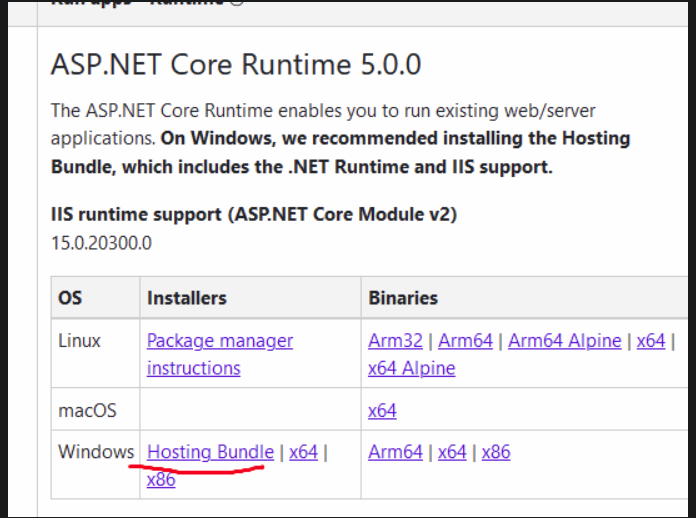 Run apps - Runtime
ASP.NET Core Runtime 5.0.0
The ASP.NET Core Runtime enables you to run existing web/server
applications. On Windows, we recommended installing the Hosting
Bundle, which includes the .NET Runtime and IIS support.
IIS runtime support (ASP.NET Core Module v2)
15.0.20300.0
OS Installers Binaries
Linux Package manager instructions Arm32 | Arm64 | Arm64 Alpine | x64 | x64 Alpine
macOS x64
Windows Hosting Bundle | x64 | x86 Arm64 | x64 | x86